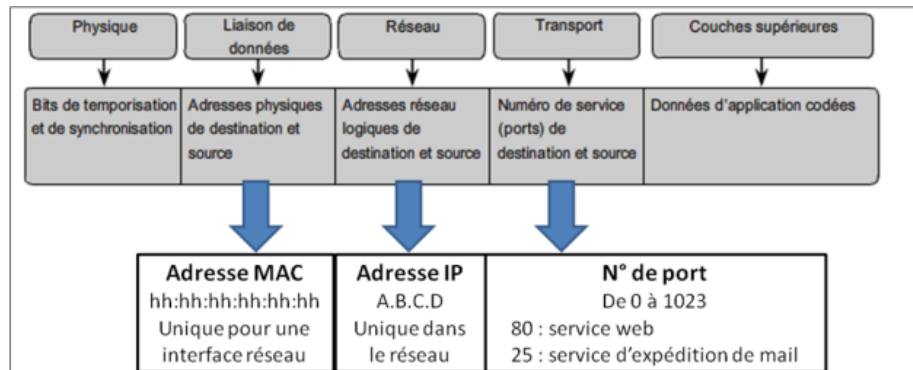 Physique
Liaison de
données
Réseau
Transport
Couches supérieures
Bits de temporisation
et de synchronisation
Adresses physiques
de destination et
source
Adresses réseau
logiques de
destination et source
Numéro de service
(ports) de
destination et source
Données d'application codées
Adresse MAC
hh:hh:hh:hh:hh:hh
Unique pour une
interface réseau
Adresse IP
A.B.C.D
Unique dans
le réseau
N° de port
De 0 à 1023
80 : service web
25 : service d'expédition de mail